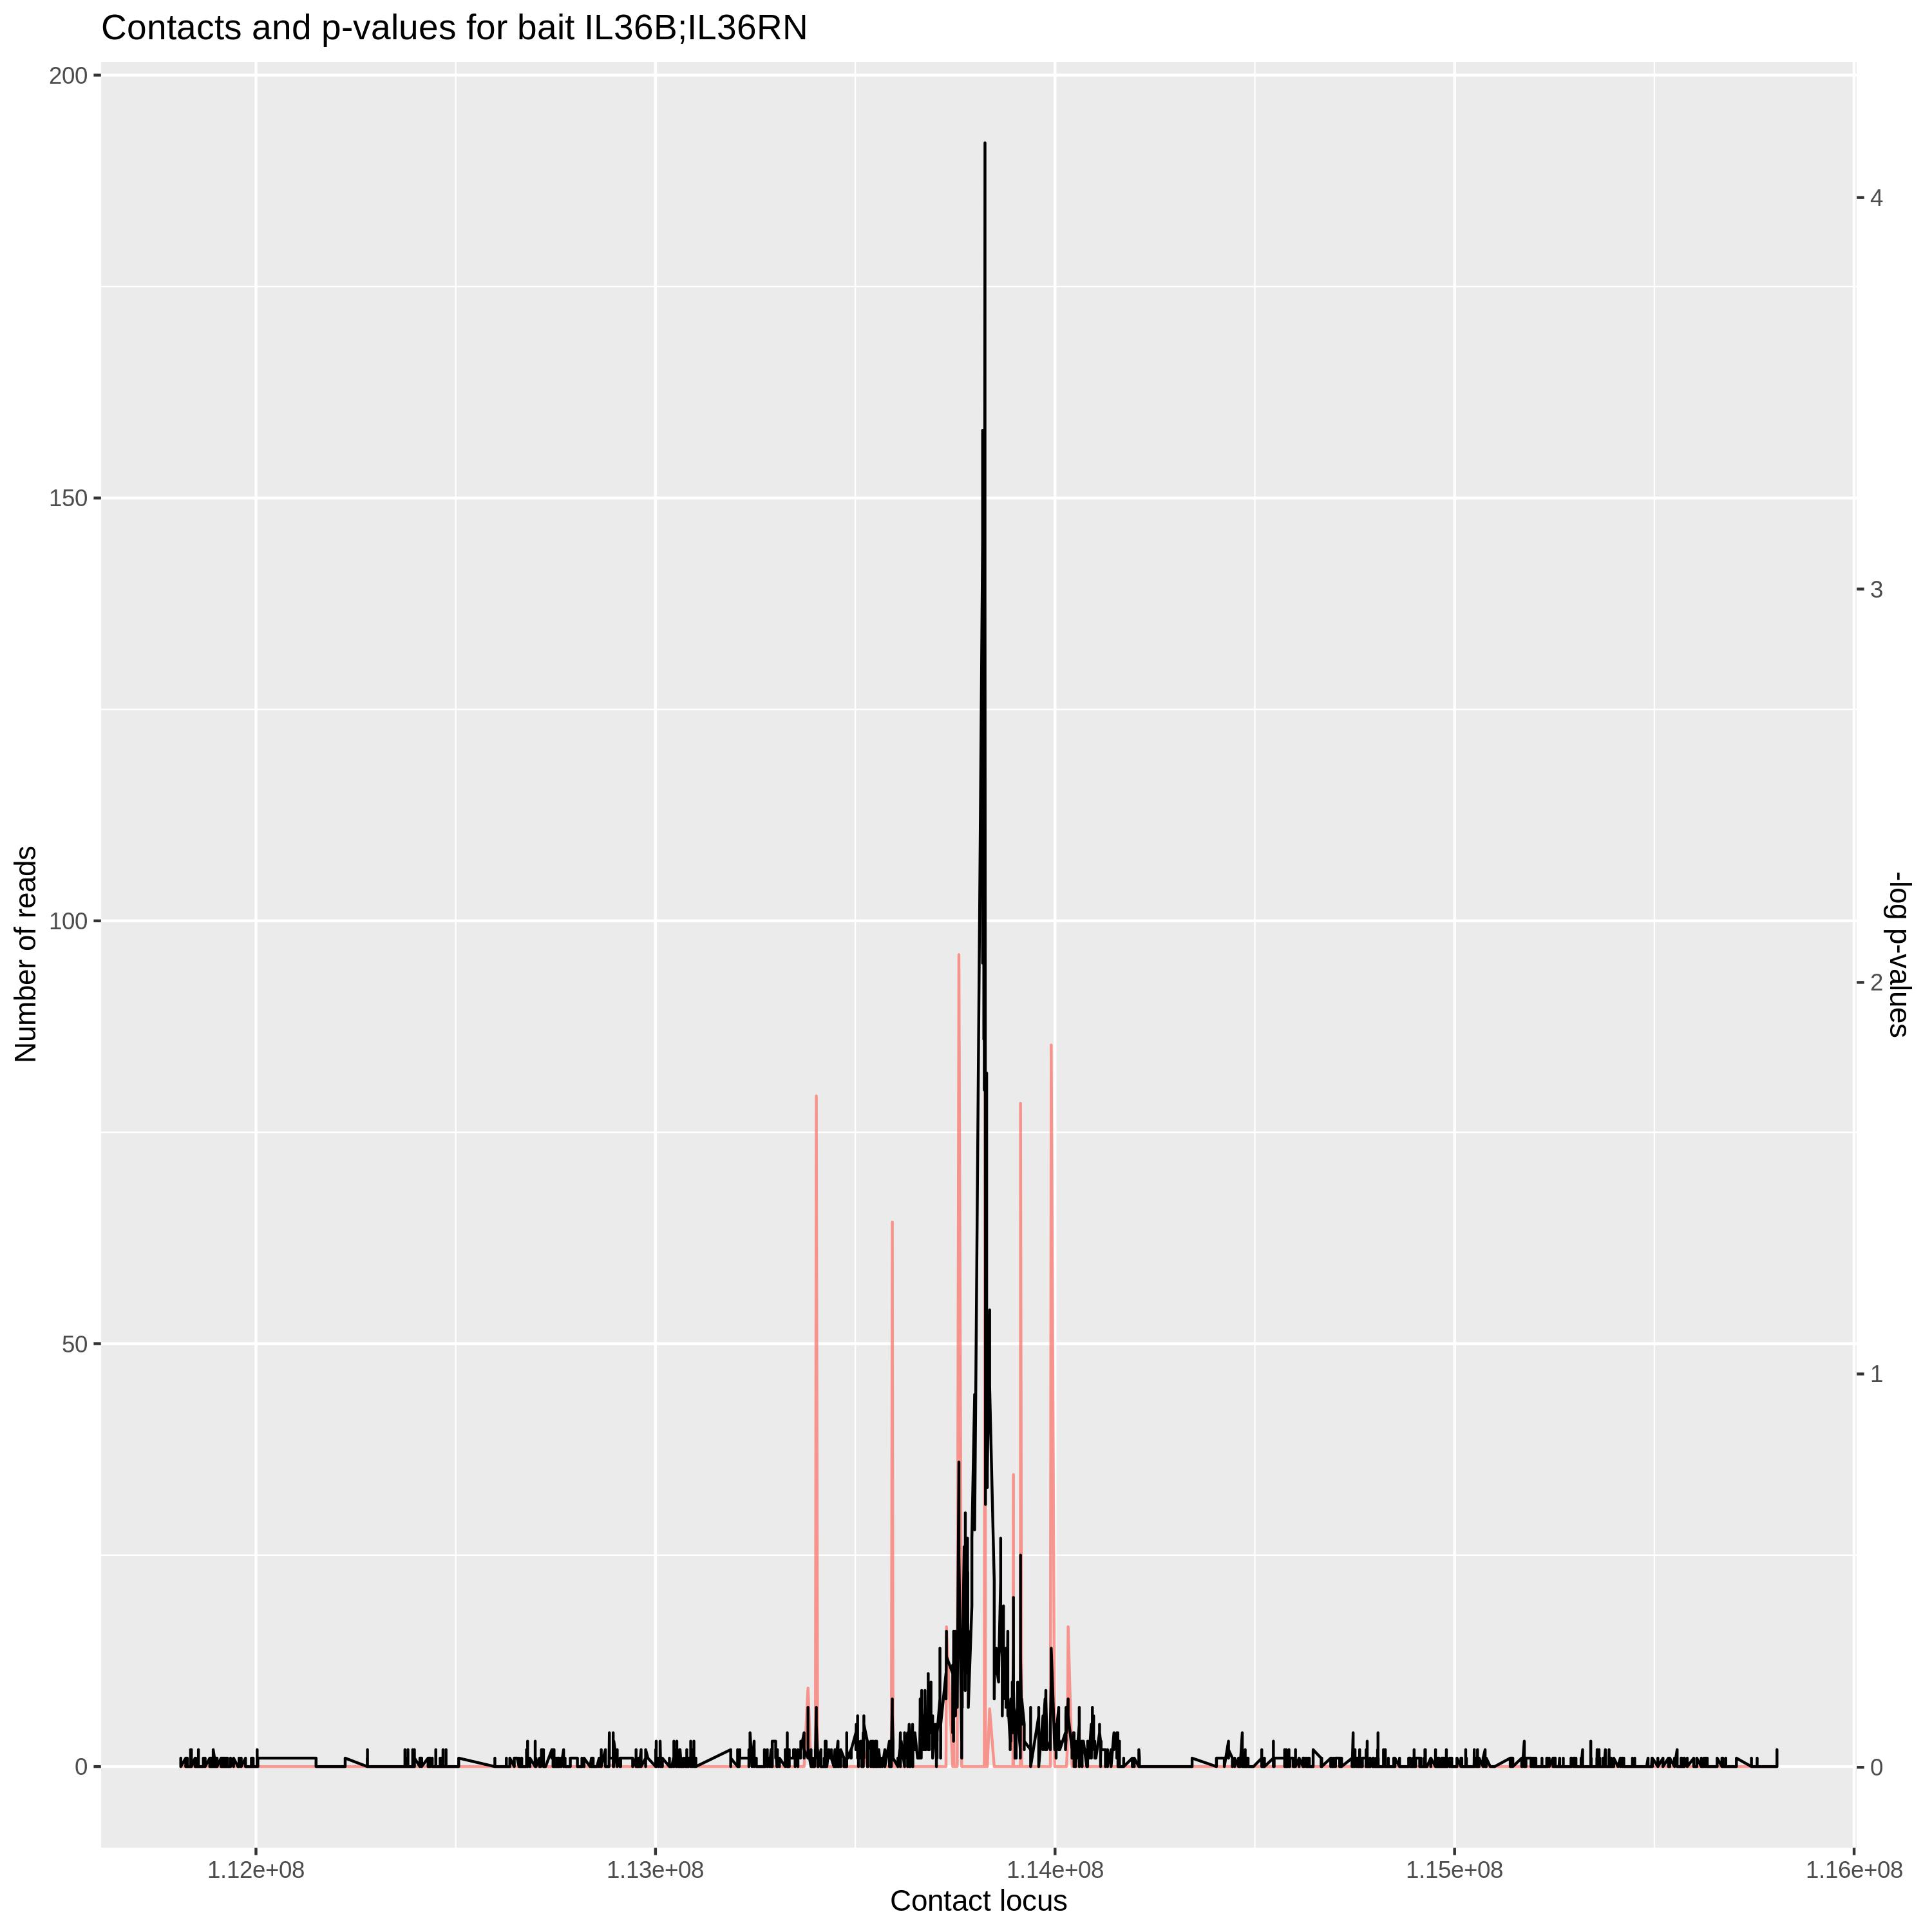 Contacts and p-values for bait IL36B;IL36RN
200
150
100
50
0
Number of reads
4
3
2
1
0
-log p-values
1.12e+08
1.13e+08
1.14e+08
1.15e+08
1.16e+08
Contact locus